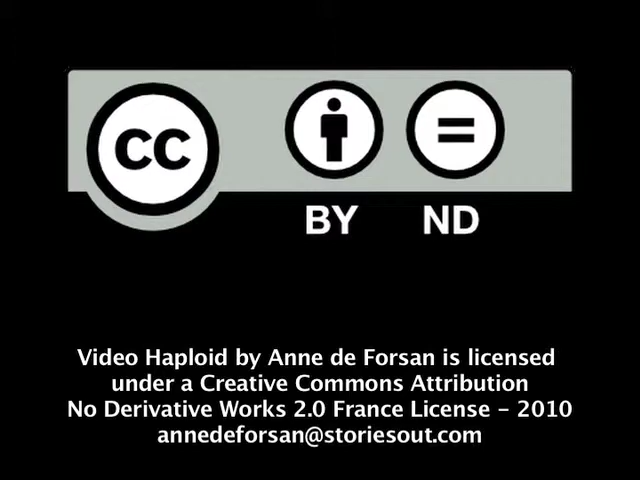 CC
BY ND
Video Haploid by Anne de Forsan is licensed
under a Creative Commons Attribution
No Derivative Works 2.0 France License - 2010
annedeforsan@storiesout.com